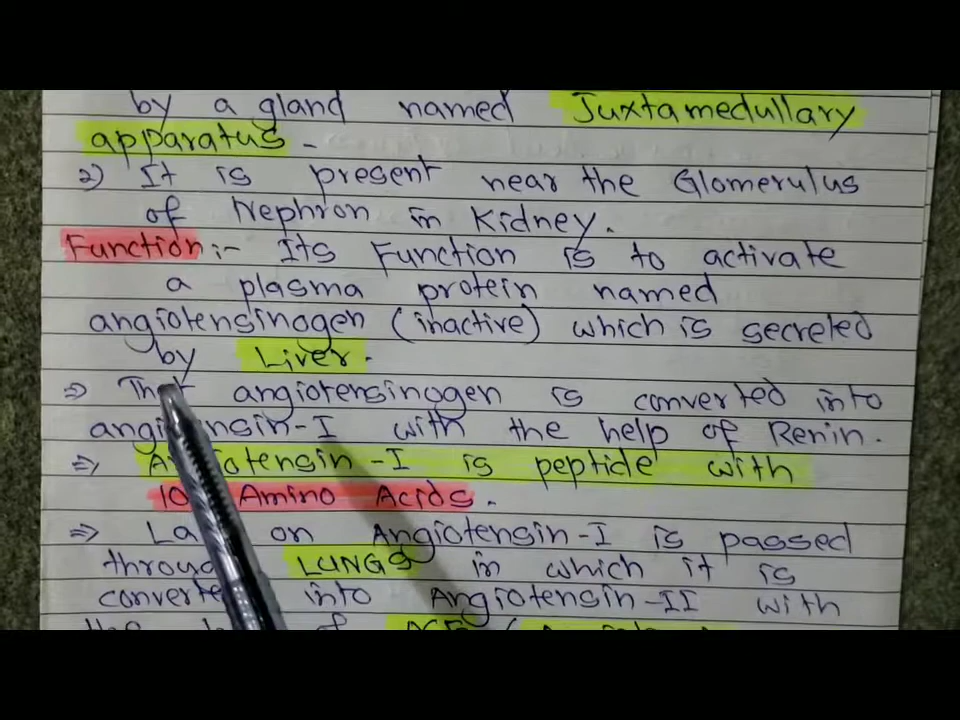 by a gland named Juxtamedullary
apparatus -
2) It is present near the Glomerulus
of Nephron in Kidney.
Function :- Its Function is to activate
a plasma protein named
angiotensinogen (inactive) which is secreted
by Liver.
⇒ angiotensinogen is converted into
with the help of Renin.
⇒ -I is peptide with
10 Amino Acids.
⇒ on Angiotensin-I is passed
LUNGS in which it is
into Angiotensin-II with